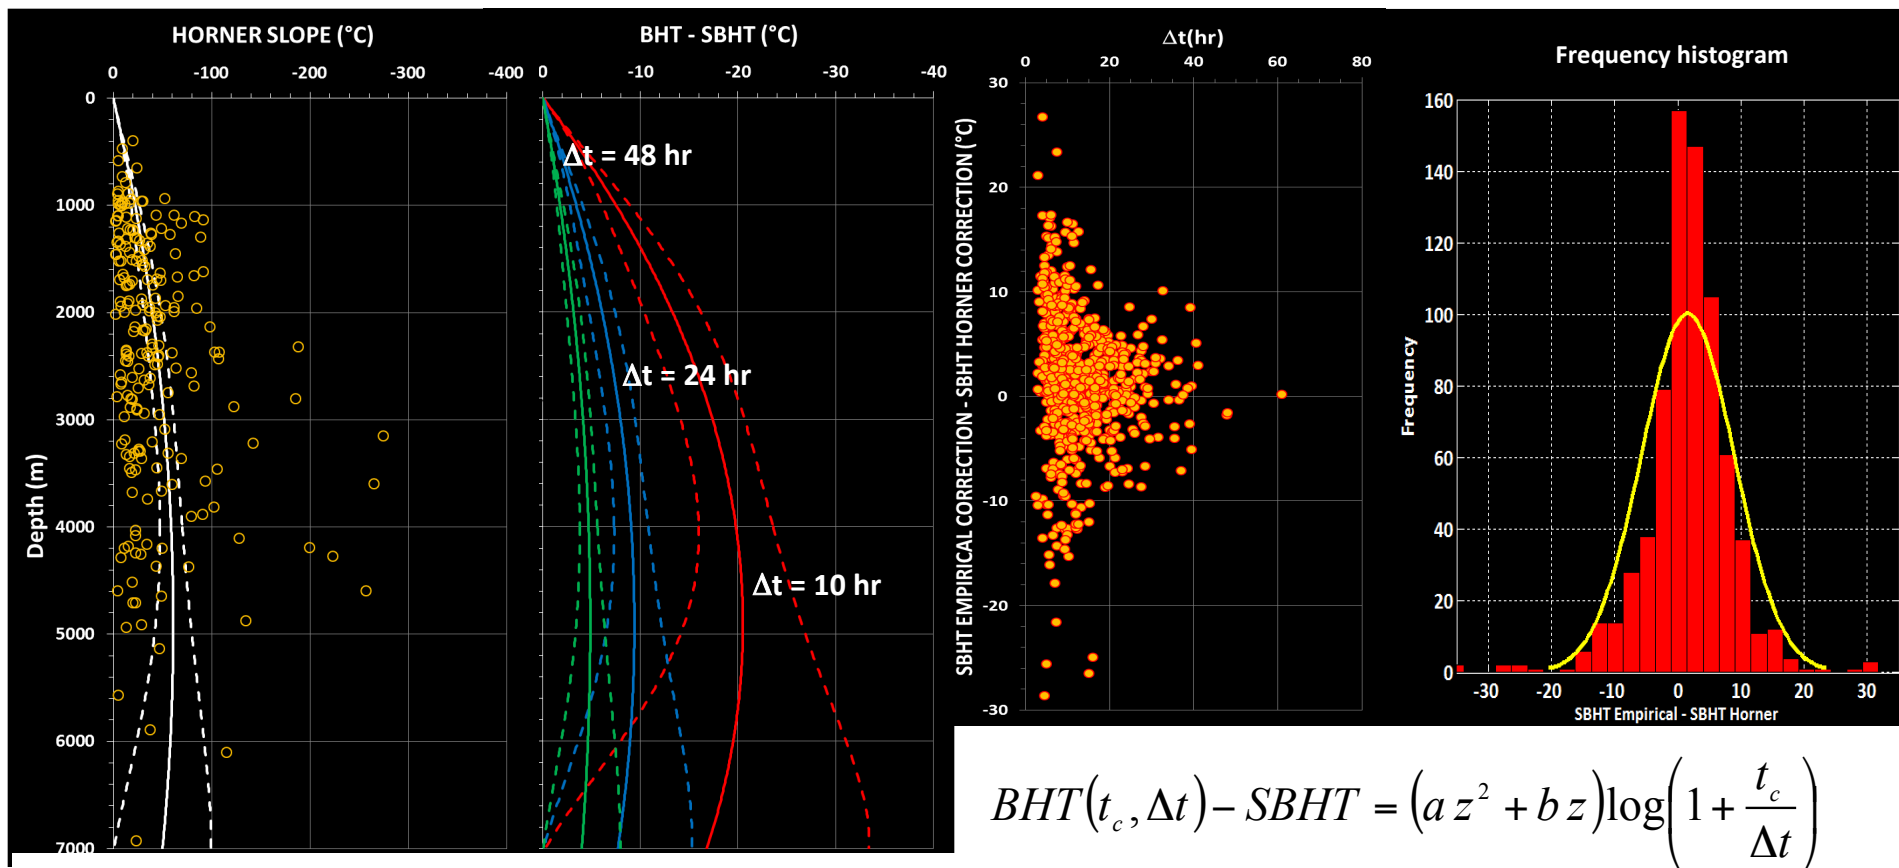 HORNER SLOPE (°C)
0 -100 -200 -300 -400
Depth (m)
0
1000
2000
3000
4000
5000
6000
7000
BHT - SBHT (°C)
0 -10 -20 -30 -40
Δt = 48 hr
Δt = 24 hr
Δt = 10 hr
Δt(hr)
0 20 40 60 80
SBHT EMPIRICAL CORRECTION - SBHT HORNER CORRECTION (°C)
30
20
10
0
-10
-20
-30
Frequency histogram
Frequency
160
140
120
100
80
60
40
20
0
-30 -20 -10 0 10 20 30
SBHT Empirical - SBHT Horner
BHT(t_c, Δt) − SBHT = (a z² + b z)log(1 + t_c/Δt)